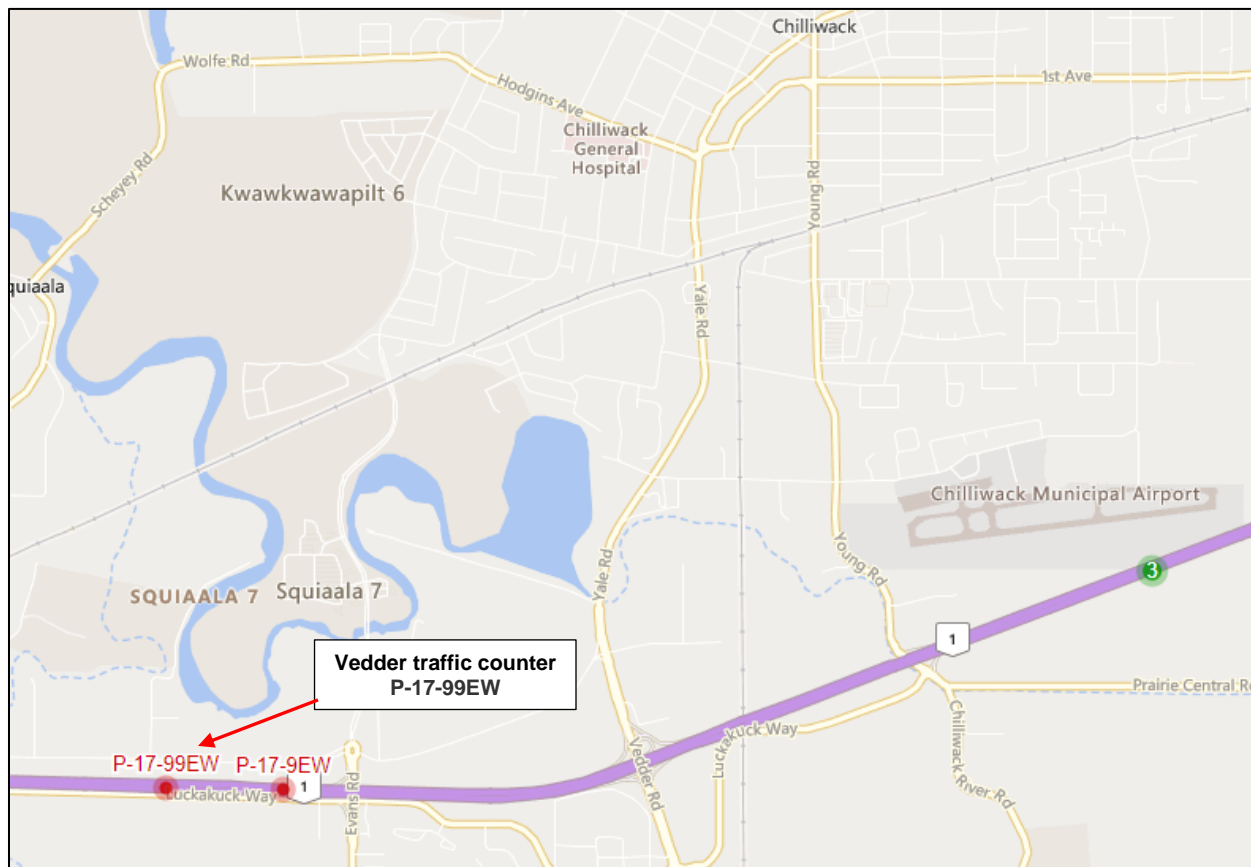 Chilliwack
Wolfe Rd
1st Ave
Hodgins Ave
Chilliwack
General
Hospital
Scheyey Rd
Kwawkwawapilt 6
Young Rd
quiaala
Yale Rd
Chilliwack Municipal Airport
Young Rd
3
Yale Rd
SQUIAALA 7
Squiaala 7
1
Vedder traffic counter
P-17-99EW
Prairie Central Rd
Luckakuck Way
Chilliwack River Rd
Vedder Rd
P-17-99EW
P-17-9EW
1
Luckakuck Way
Evans Rd